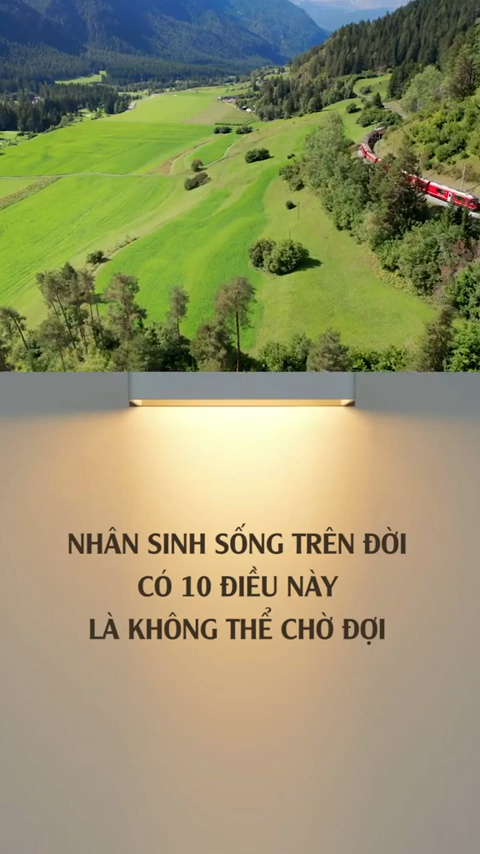 NHÂN SINH SỐNG TRÊN ĐỜI
CÓ 10 ĐIỀU NÀY
LÀ KHÔNG THỂ CHỜ ĐỢI